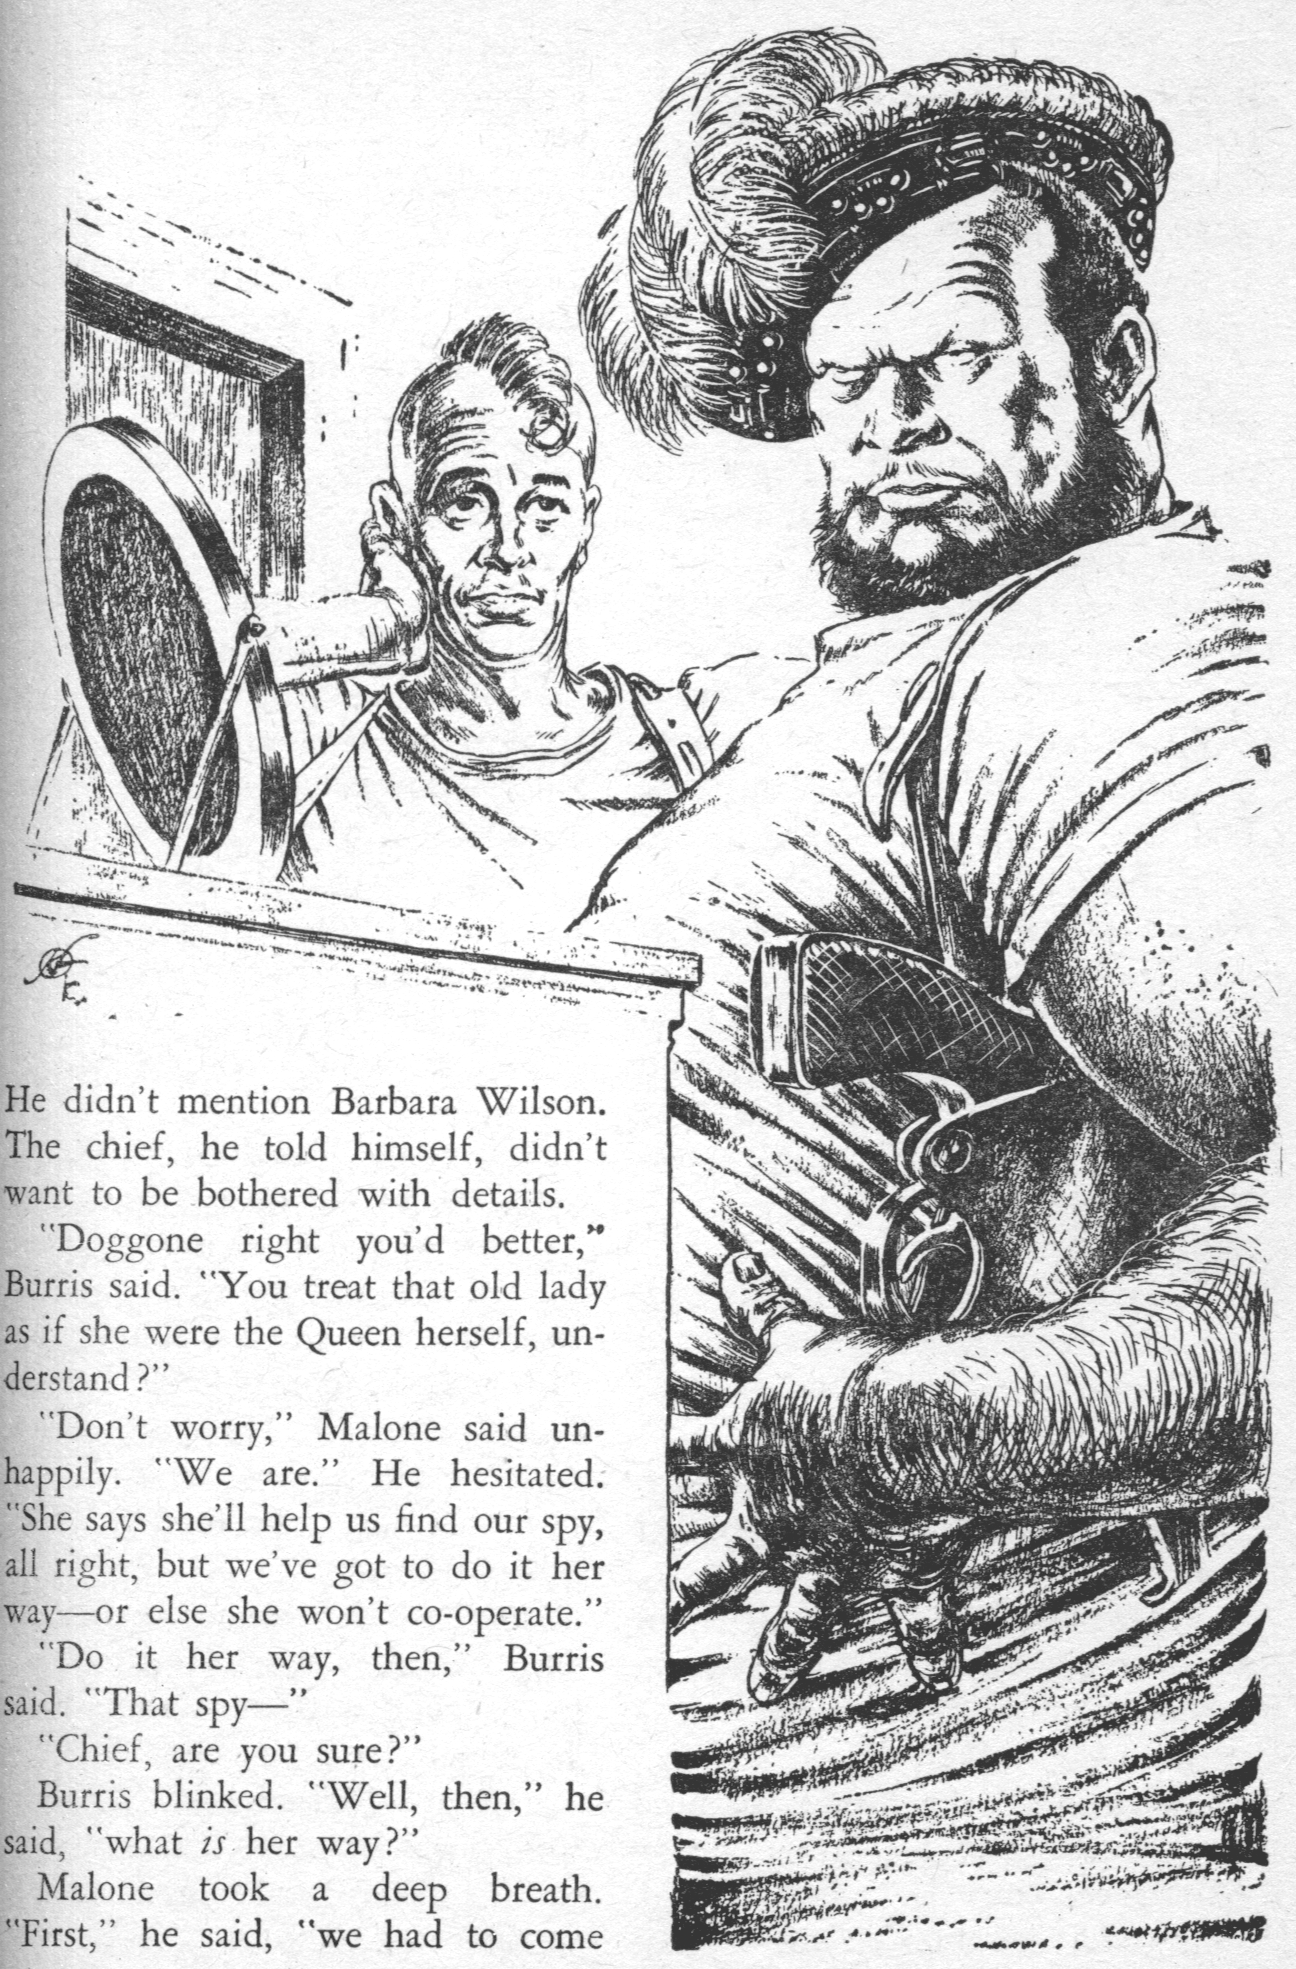 He didn't mention Barbara Wilson.
The chief, he told himself, didn't
want to be bothered with details.
"Doggone right you'd better,"
Burris said. "You treat that old lady
as if she were the Queen herself, un-
derstand?"
"Don't worry," Malone said un-
happily. "We are." He hesitated.
"She says she'll help us find our spy,
all right, but we've got to do it her
way—or else she won't co-operate."
"Do it her way, then," Burris
said. "That spy—"
"Chief, are you sure?"
Burris blinked. "Well, then," he
said, "what is her way?"
Malone took a deep breath.
"First," he said, "we had to come